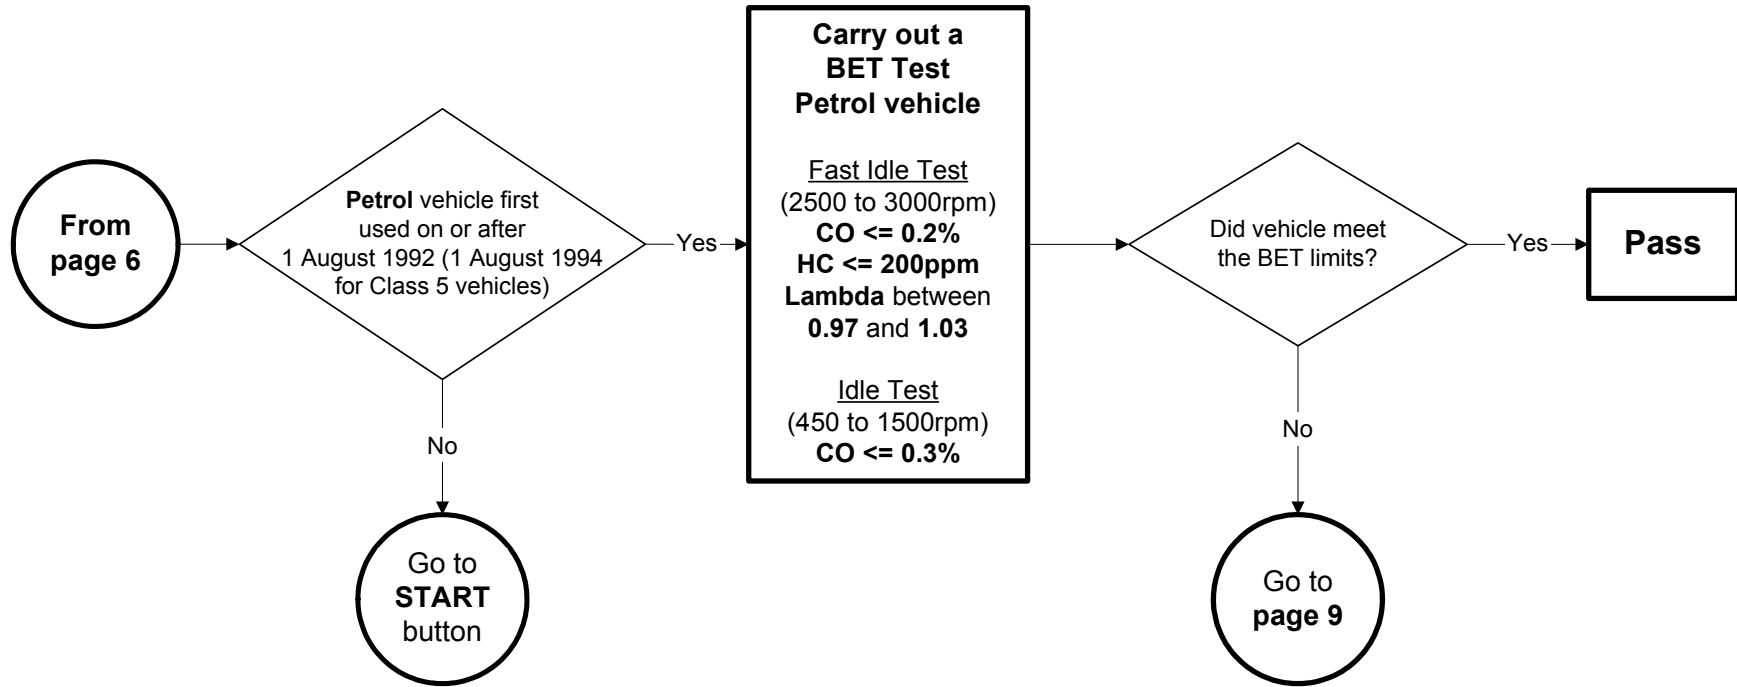 From
page 6
Petrol vehicle first
used on or after
1 August 1992 (1 August 1994
for Class 5 vehicles)
Yes
No
Go to
START
button
Carry out a
BET Test
Petrol vehicle
Fast Idle Test
(2500 to 3000rpm)
CO <= 0.2%
HC <= 200ppm
Lambda between
0.97 and 1.03
Idle Test
(450 to 1500rpm)
CO <= 0.3%
Did vehicle meet
the BET limits?
Yes
Pass
No
Go to
page 9